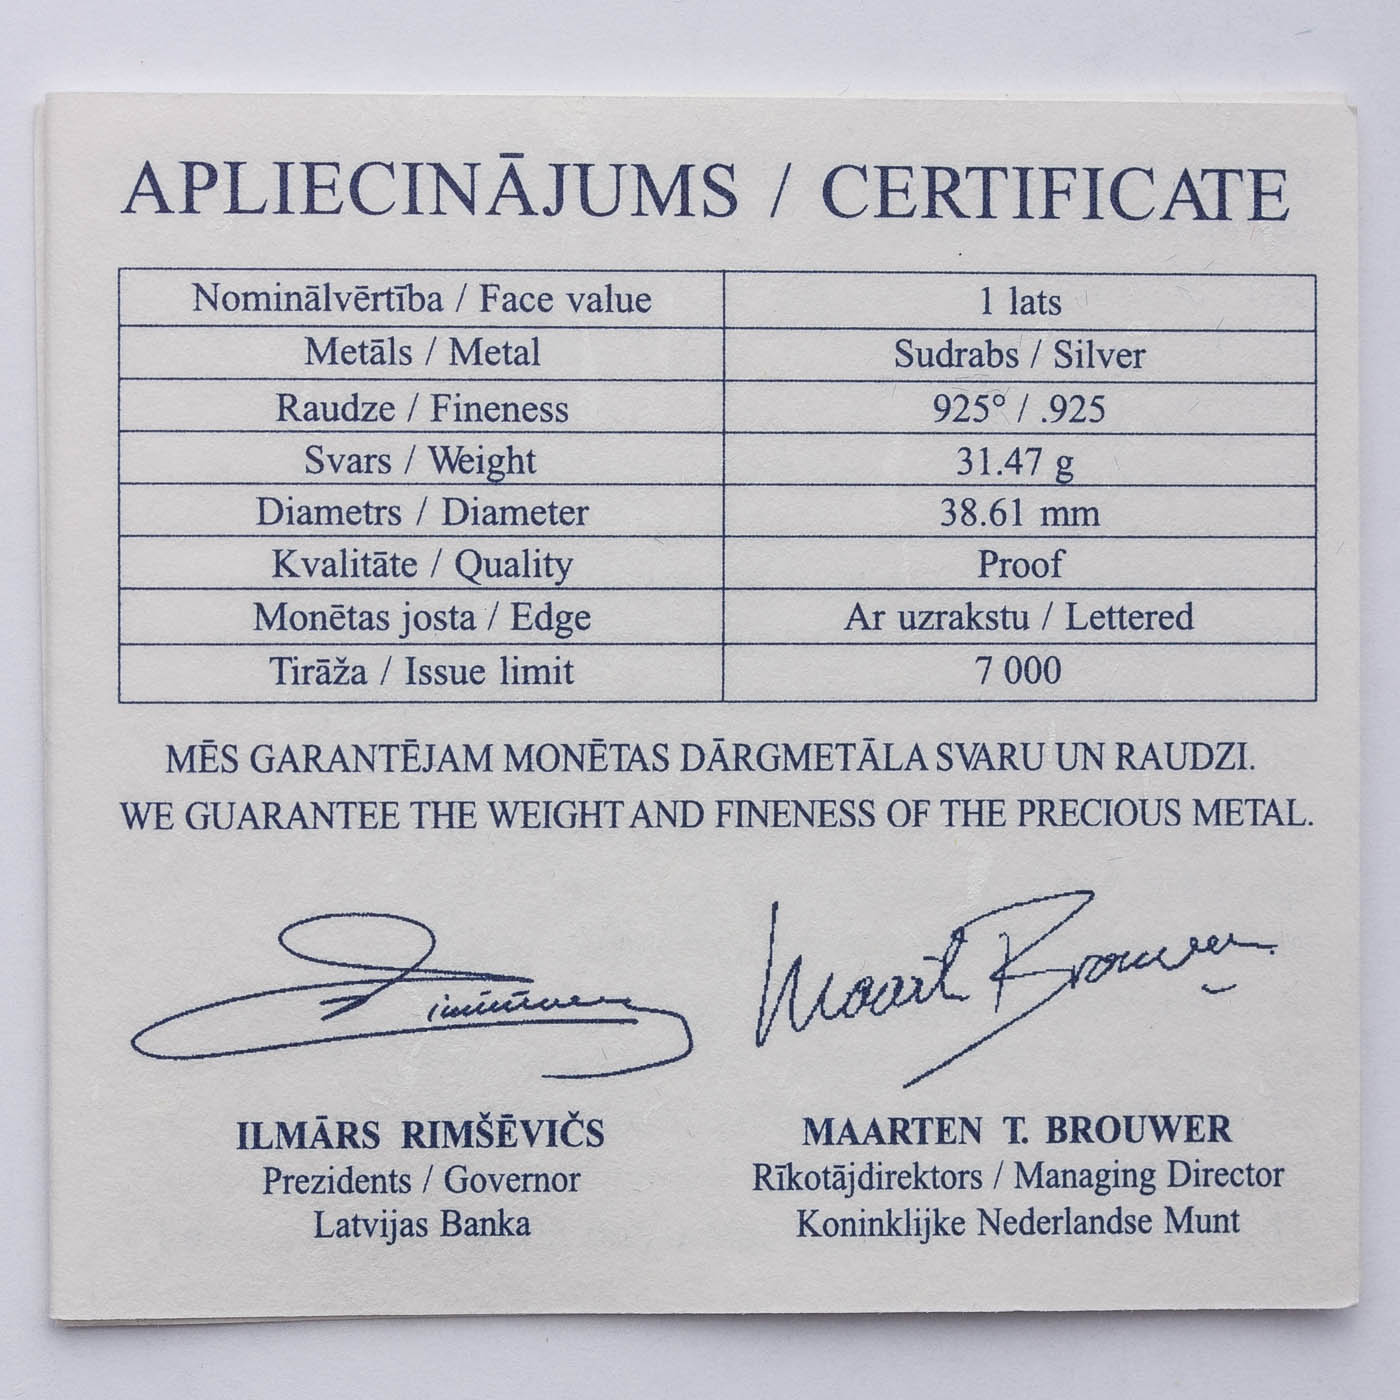 APLIECINĀJUMS / CERTIFICATE
Nominālvērtība / Face value 1 lats
Metāls / Metal Sudrabs / Silver
Raudze / Fineness 925° / .925
Svars / Weight 31.47 g
Diametrs / Diameter 38.61 mm
Kvalitāte / Quality Proof
Monētas josta / Edge Ar uzrakstu / Lettered
Tirāža / Issue limit 7 000
MĒS GARANTĒJAM MONĒTAS DĀRGMETĀLA SVARU UN RAUDZI.
WE GUARANTEE THE WEIGHT AND FINENESS OF THE PRECIOUS METAL.
Maarten Brouwer
ILMĀRS RIMŠĒVIČS
Prezidents / Governor
Latvijas Banka
MAARTEN T. BROUWER
Rīkotājdirektors / Managing Director
Koninklijke Nederlandse Munt